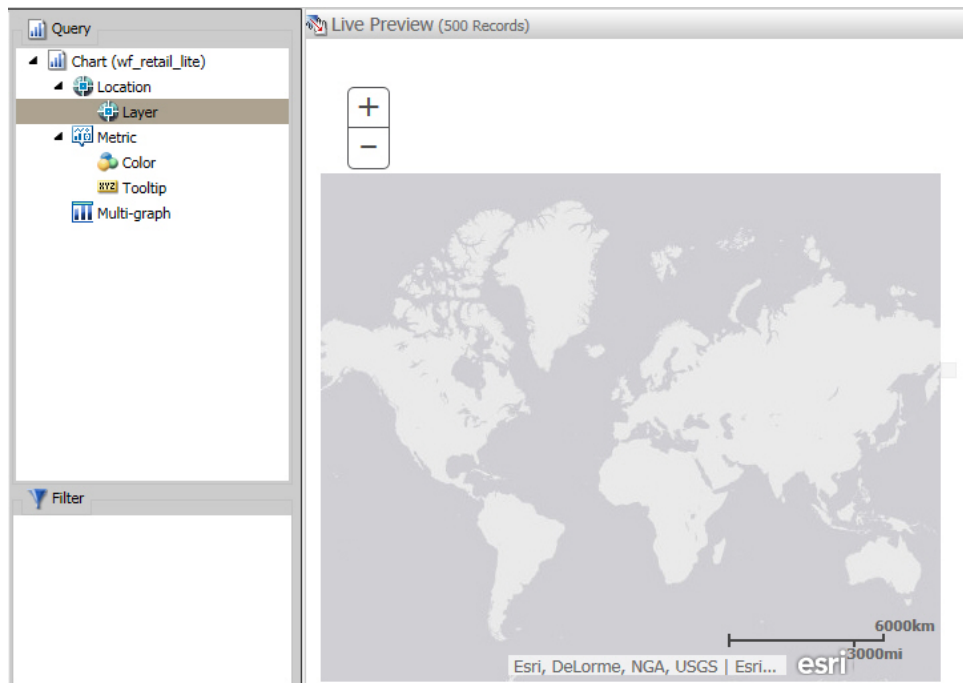 Query
Chart (wf_retail_lite)
Location
Layer
Metric
Color
XYZ Tooltip
Multi-graph
Filter
Live Preview (500 Records)
+
−
6000km
3000mi
Esri, DeLorme, NGA, USGS | Esri...
esri